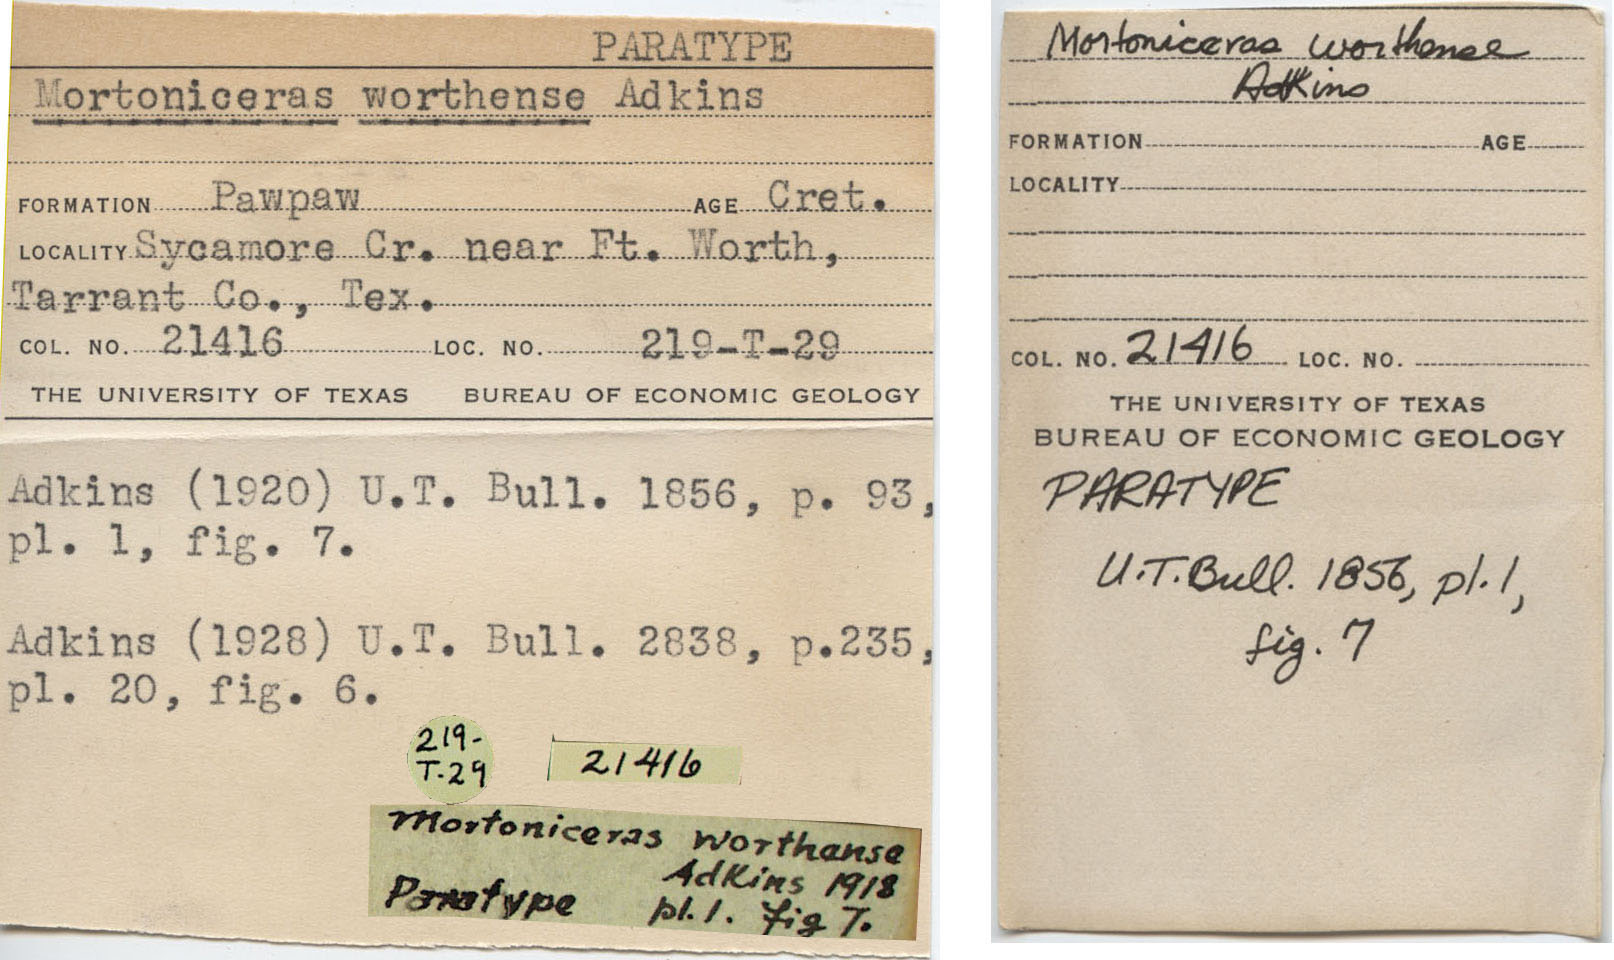 PARATYPE
Mortoniceras worthense Adkins
FORMATION Pawpaw AGE Cret.
LOCALITY Sycamore Cr. near Ft. Worth,
Tarrant Co., Tex.
COL. NO. 21416 LOC. NO. 219-T-29
THE UNIVERSITY OF TEXAS BUREAU OF ECONOMIC GEOLOGY
Adkins (1920) U.T. Bull. 1856, p. 93,
pl. 1, fig. 7.
Adkins (1928) U.T. Bull. 2838, p.235,
pl. 20, fig. 6.
219-
T-29
21416
Mortoniceras worthanse
Adkins 1918
Paratype pl.1. fig 7.
Mortoniceras worthense
Adkins
FORMATION AGE
LOCALITY
COL. NO. 21416 LOC. NO.
THE UNIVERSITY OF TEXAS
BUREAU OF ECONOMIC GEOLOGY
PARATYPE
U.T.Bull. 1856, pl.1,
fig. 7